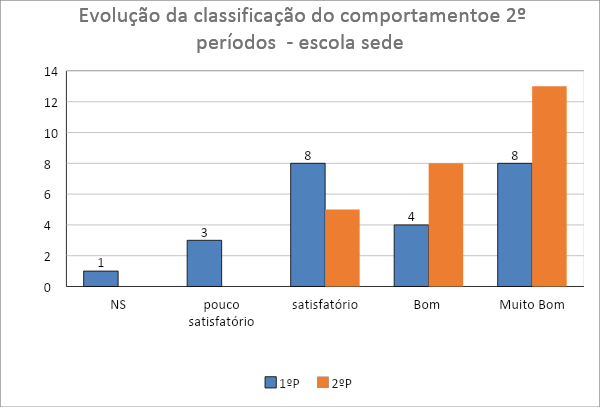 Evolução da classificação do comportamentoe 2º
períodos - escola sede
14
12
10
8
6
4
2
0
1
3
8
4
8
NS
pouco
satisfatório
satisfatório
Bom
Muito Bom
1ºP
2ºP